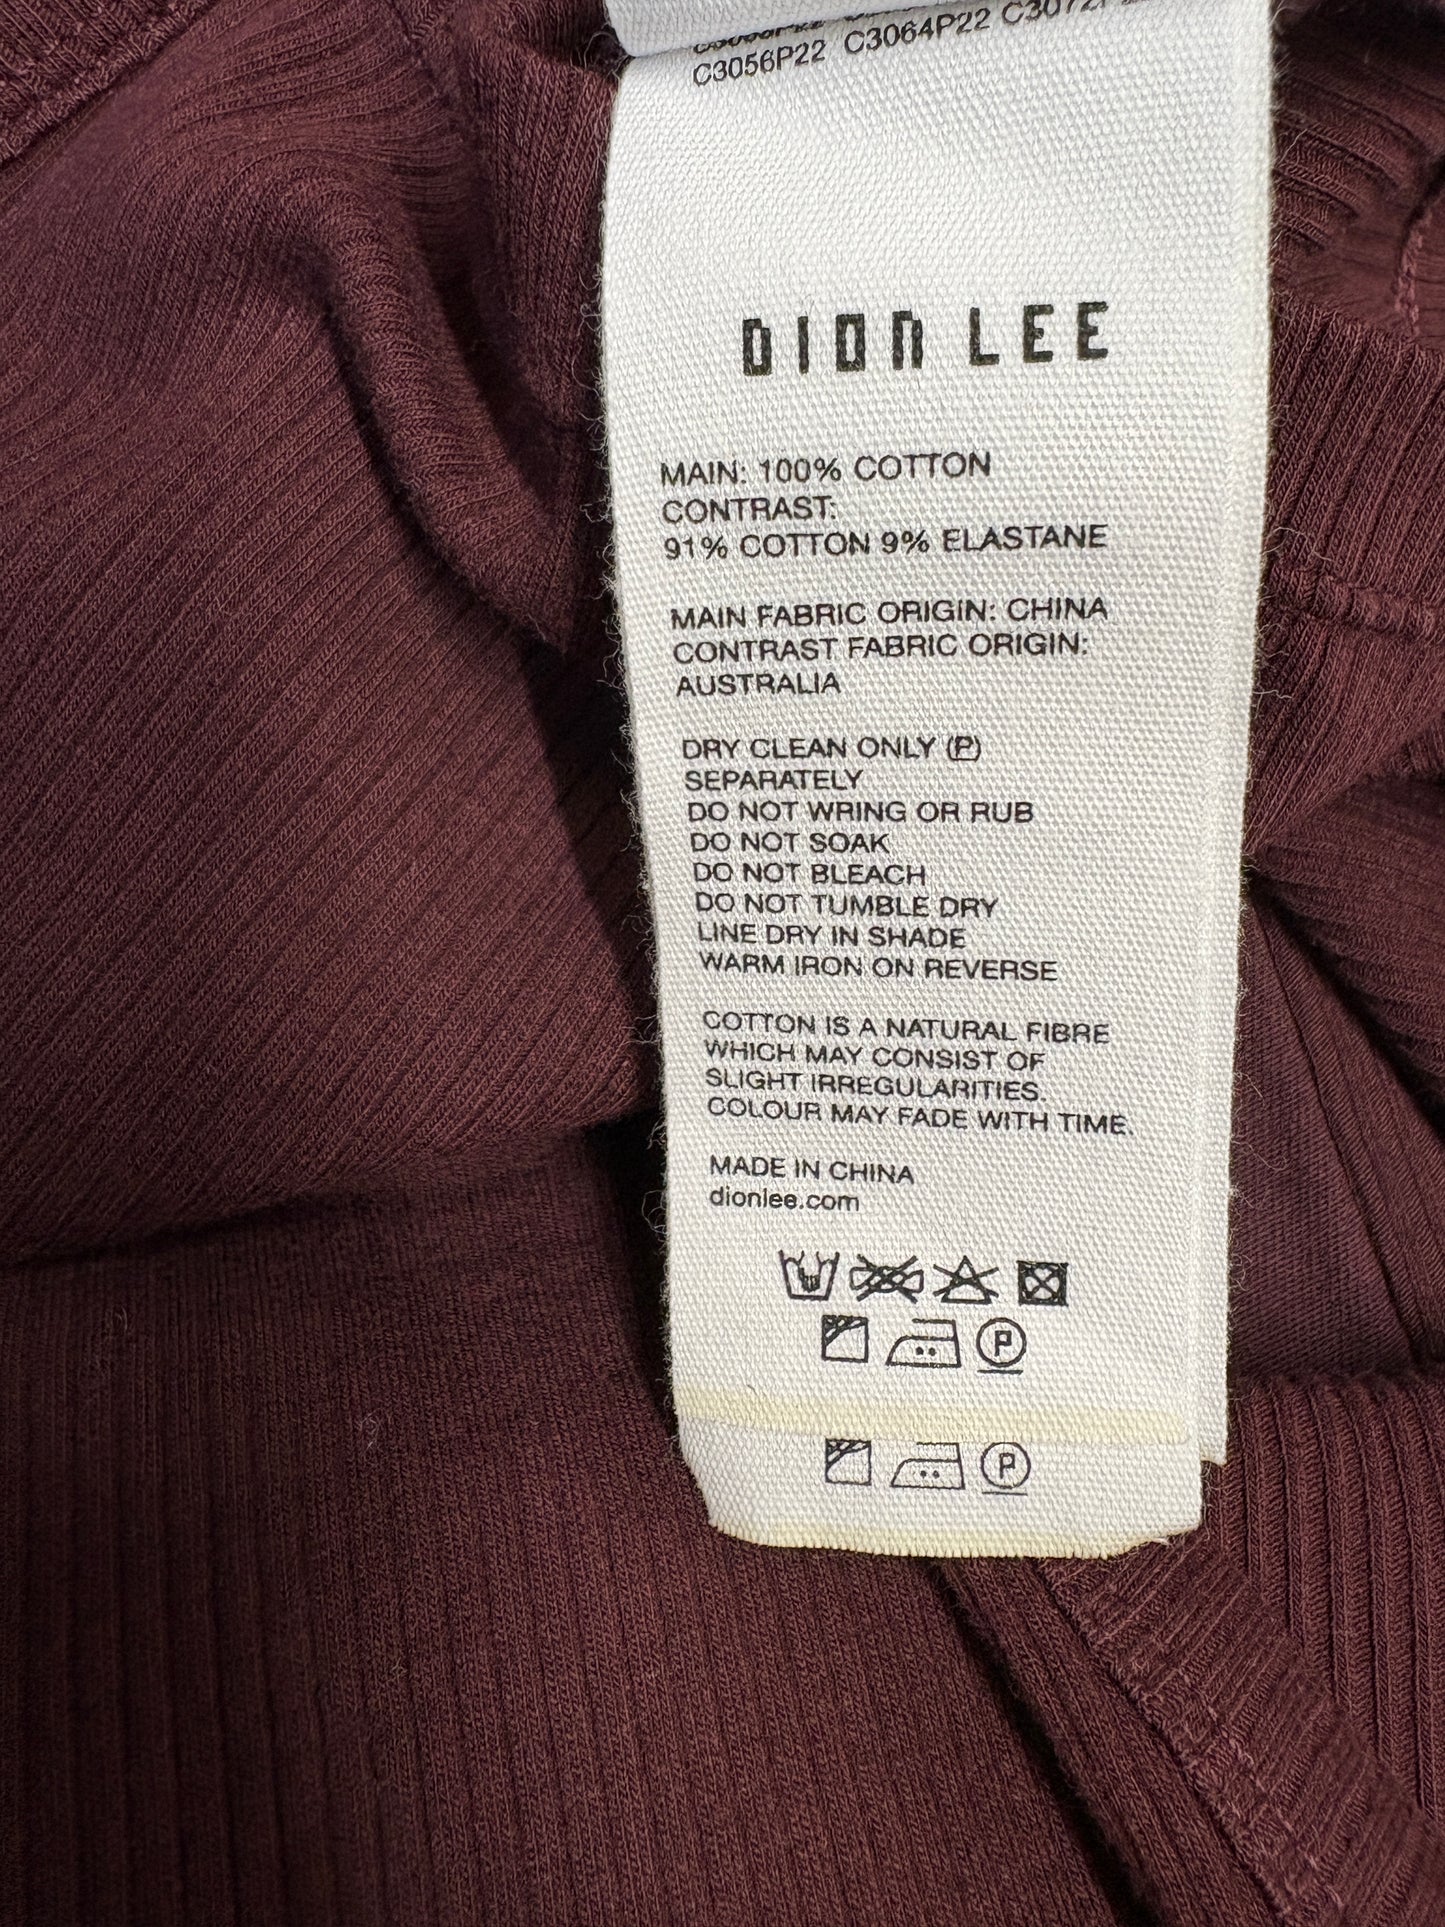 C3056P22 C3064P22 C3072P
DION LEE
MAIN: 100% COTTON
CONTRAST:
91% COTTON 9% ELASTANE
MAIN FABRIC ORIGIN: CHINA
CONTRAST FABRIC ORIGIN:
AUSTRALIA
DRY CLEAN ONLY (P)
SEPARATELY
DO NOT WRING OR RUB
DO NOT SOAK
DO NOT BLEACH
DO NOT TUMBLE DRY
LINE DRY IN SHADE
WARM IRON ON REVERSE
COTTON IS A NATURAL FIBRE
WHICH MAY CONSIST OF
SLIGHT IRREGULARITIES.
COLOUR MAY FADE WITH TIME.
MADE IN CHINA
dionlee.com
P
P